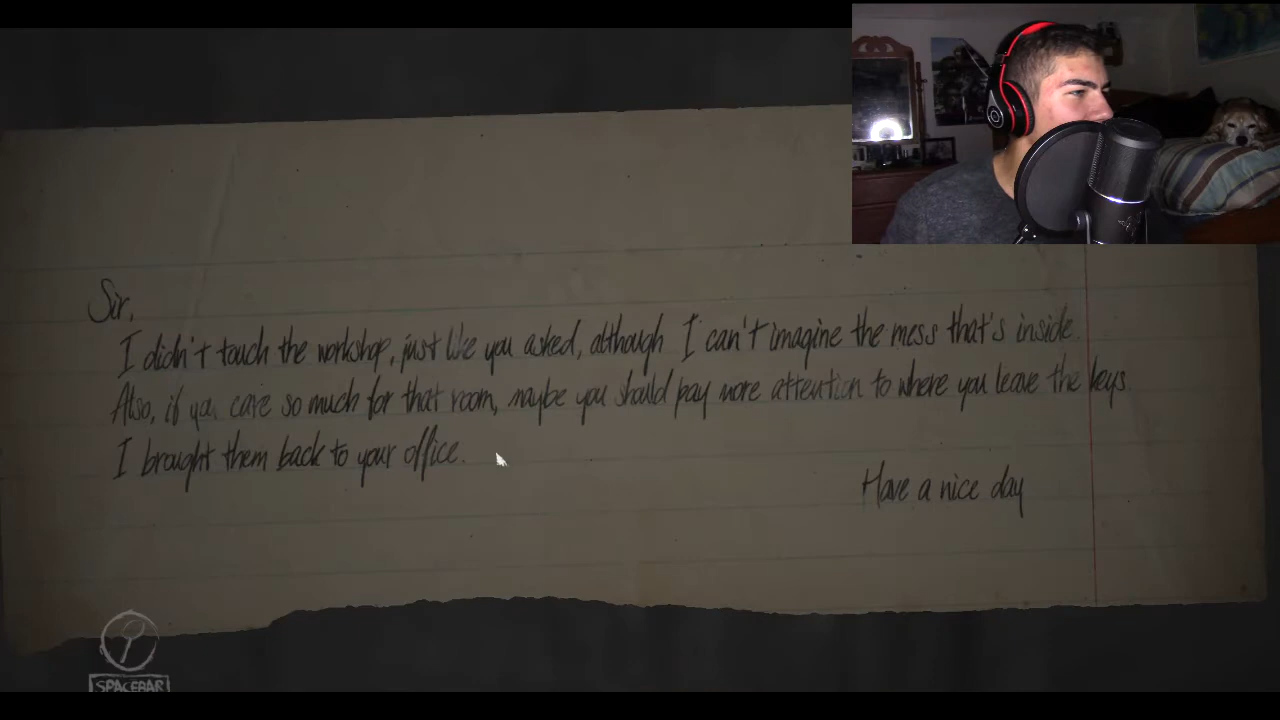 Sir,
I didn't touch the workshop, just like you asked, although I can't imagine the mess that's inside.
Also, if you care so much for that room, maybe you should pay more attention to where you leave the keys.
I brought them back to your office.
Have a nice day
SPACEBAR